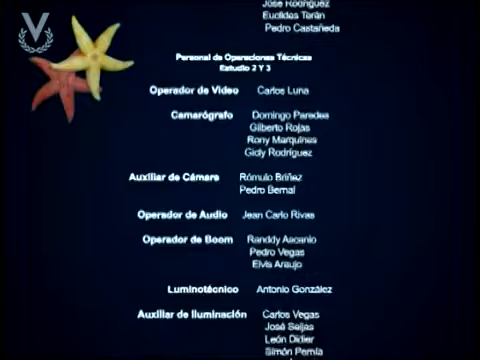 José Rodríguez
Euclides Terán
Pedro Castañeda
Personal de Operaciones Técnicas
Estudio 2 Y 3
Operador de Video Carlos Luna
Camarógrafo Domingo Paredes
Gilberto Rojas
Rony Marquines
Gidy Rodríguez
Auxiliar de Cámara Rómulo Briñez
Pedro Bernal
Operador de Audio Jean Carlo Rivas
Operador de Boom Randdy Ascanio
Pedro Vegas
Elvis Araujo
Luminotécnico Antonio González
Auxiliar de Iluminación Carlos Vegas
José Seijas
León Didier
Simón Pernía